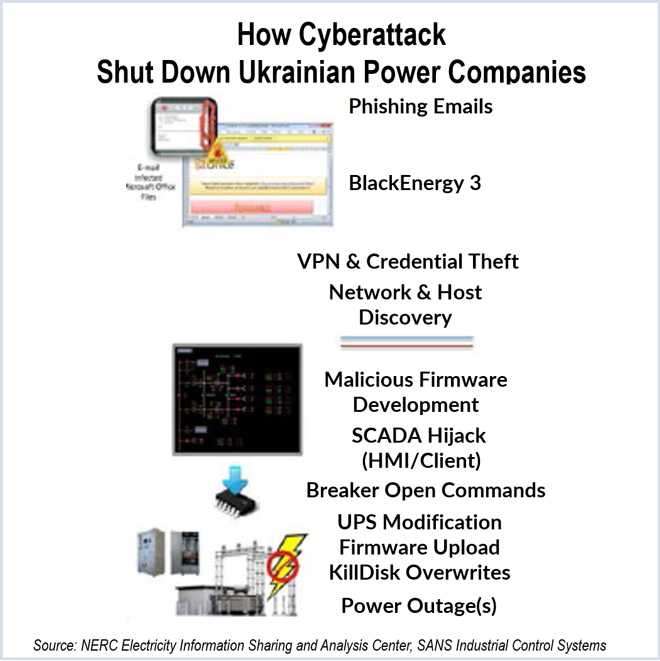 How Cyberattack
Shut Down Ukrainian Power Companies
Phishing Emails
E-mail
Infected
Microsoft Office
Files
Office
BlackEnergy 3
VPN & Credential Theft
Network & Host
Discovery
Malicious Firmware
Development
SCADA Hijack
(HMI/Client)
Breaker Open Commands
UPS Modification
Firmware Upload
KillDisk Overwrites
Power Outage(s)
Source: NERC Electricity Information Sharing and Analysis Center, SANS Industrial Control Systems